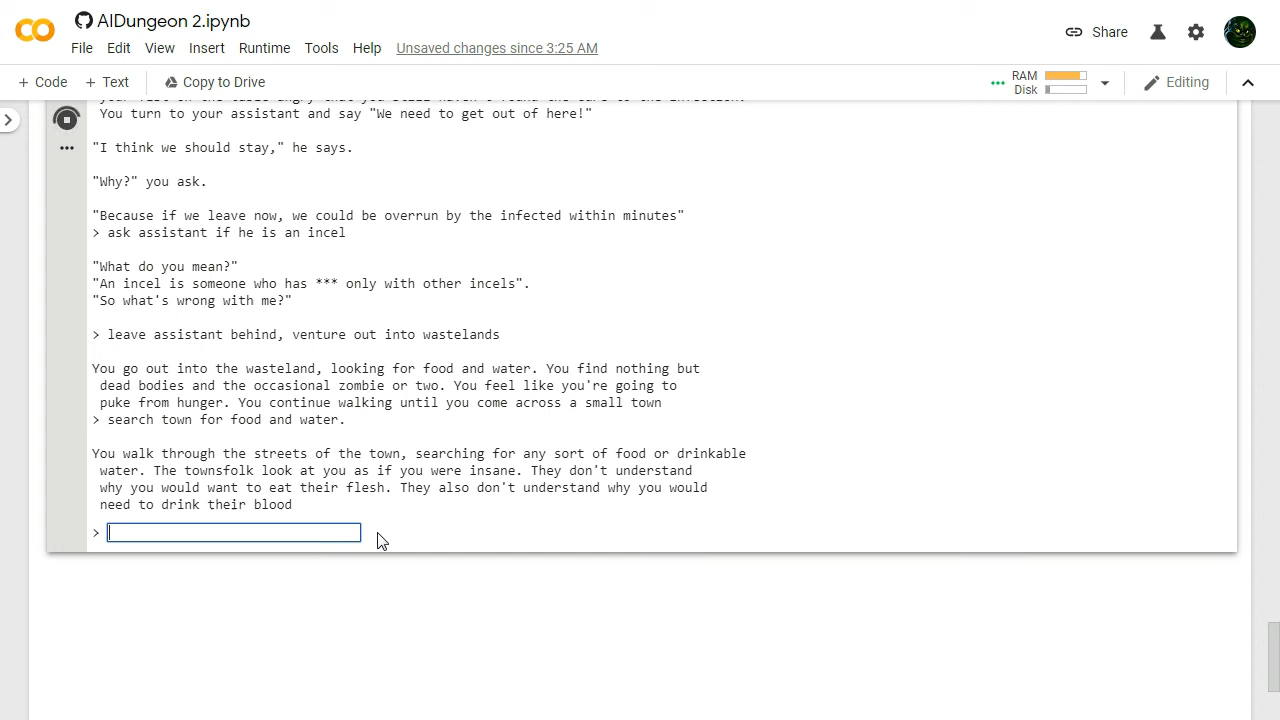 AIDungeon 2.ipynb
File Edit View Insert Runtime Tools Help Unsaved changes since 3:25 AM
Share
+ Code + Text Copy to Drive
RAM
Disk
Editing
You turn to your assistant and say "We need to get out of here!"
"I think we should stay," he says.
"Why?" you ask.
"Because if we leave now, we could be overrun by the infected within minutes"
> ask assistant if he is an incel
"What do you mean?"
"An incel is someone who has *** only with other incels".
"So what's wrong with me?"
> leave assistant behind, venture out into wastelands
You go out into the wasteland, looking for food and water. You find nothing but
dead bodies and the occasional zombie or two. You feel like you're going to
puke from hunger. You continue walking until you come across a small town
> search town for food and water.
You walk through the streets of the town, searching for any sort of food or drinkable
water. The townsfolk look at you as if you were insane. They don't understand
why you would want to eat their flesh. They also don't understand why you would
need to drink their blood
>